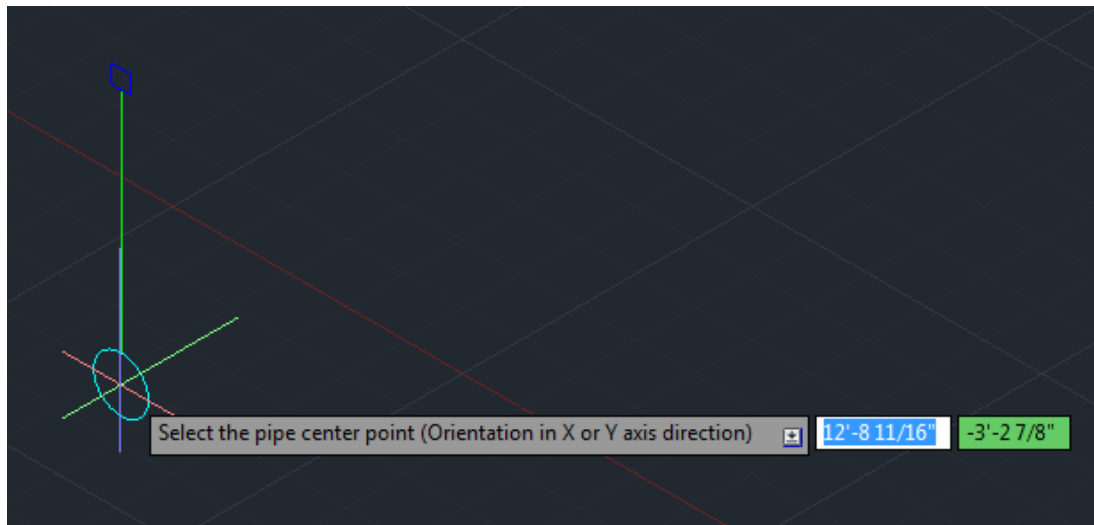 Select the pipe center point (Orientation in X or Y axis direction) 12'-8 11/16" -3'-2 7/8"